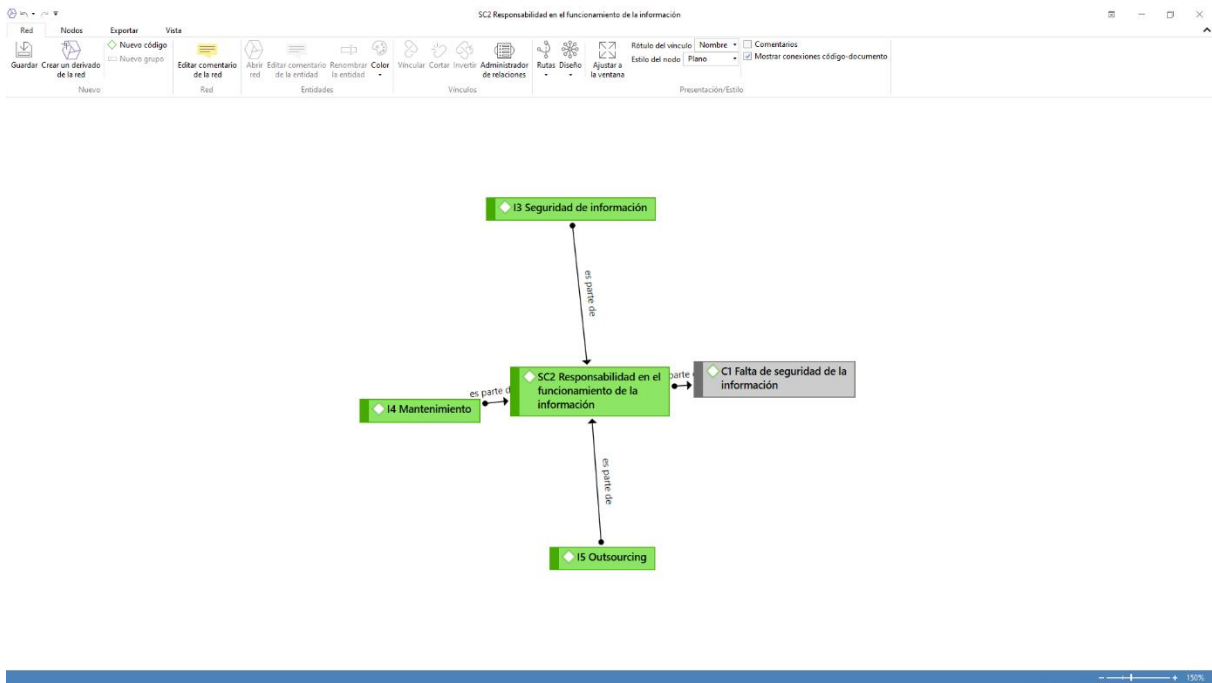 SC2 Responsabilidad en el funcionamiento de la información
Red Nodos Exportar Vista
Guardar
Crear un derivado
de la red
Nuevo código
Nuevo grupo
Nuevo
Editar comentario
de la red
Red
Abrir
red
Editar comentario
de la entidad
Renombrar
la entidad
Color
Entidades
Vincular
Cortar
Invertir
Administrador
de relaciones
Vínculos
Rutas
Diseño
Ajustar a
la ventana
Rótulo del vínculo Nombre
Estilo del nodo Plano
Comentarios
Mostrar conexiones código-documento
Presentación/Estilo
I3 Seguridad de información
es parte de
SC2 Responsabilidad en el
funcionamiento de la
información
parte
C1 Falta de seguridad de la
información
es parte d
I4 Mantenimiento
es parte de
I5 Outsourcing
150%